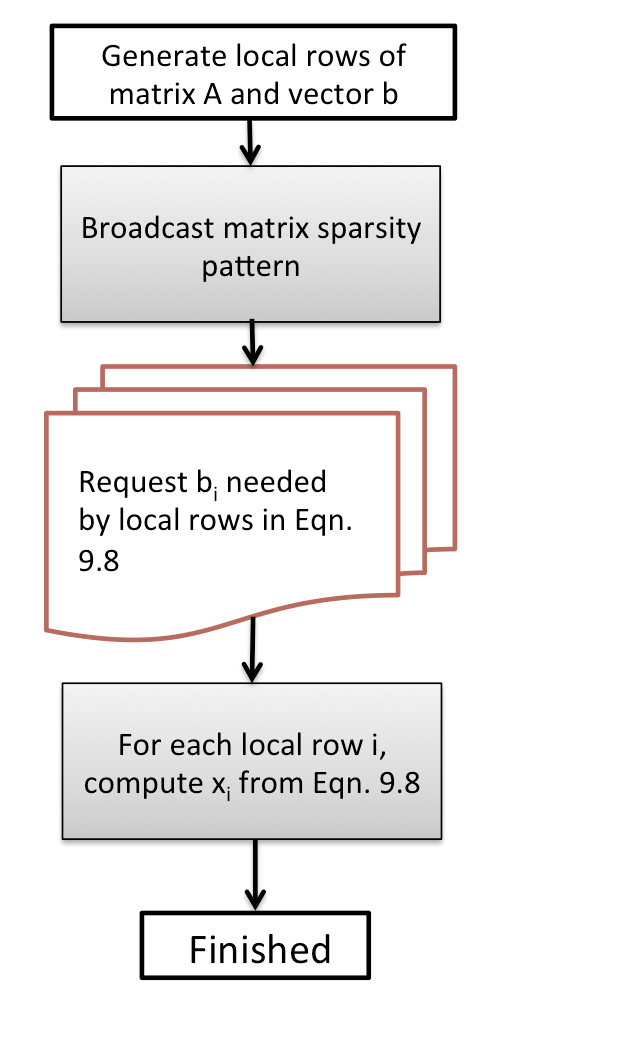 Generate local rows of
matrix A and vector b
Broadcast matrix sparsity
pattern
Request bᵢ needed
by local rows in Eqn.
9.8
For each local row i,
compute xᵢ from Eqn. 9.8
Finished